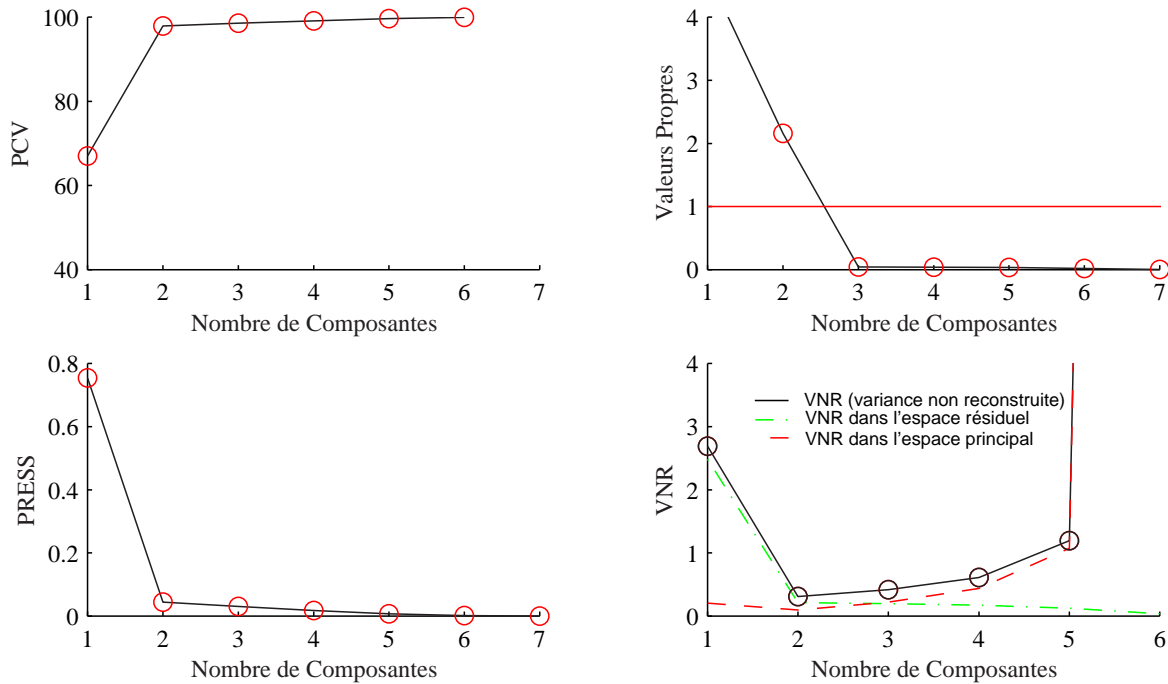 100
80
60
40
PCV
1 2 3 4 5 6 7
Nombre de Composantes
4
3
2
1
0
Valeurs Propres
1 2 3 4 5 6 7
Nombre de Composantes
0.8
0.6
0.4
0.2
0
PRESS
1 2 3 4 5 6 7
Nombre de Composantes
4
3
2
1
0
VNR
VNR (variance non reconstruite)
VNR dans l'espace résiduel
VNR dans l'espace principal
1 2 3 4 5 6
Nombre de Composantes